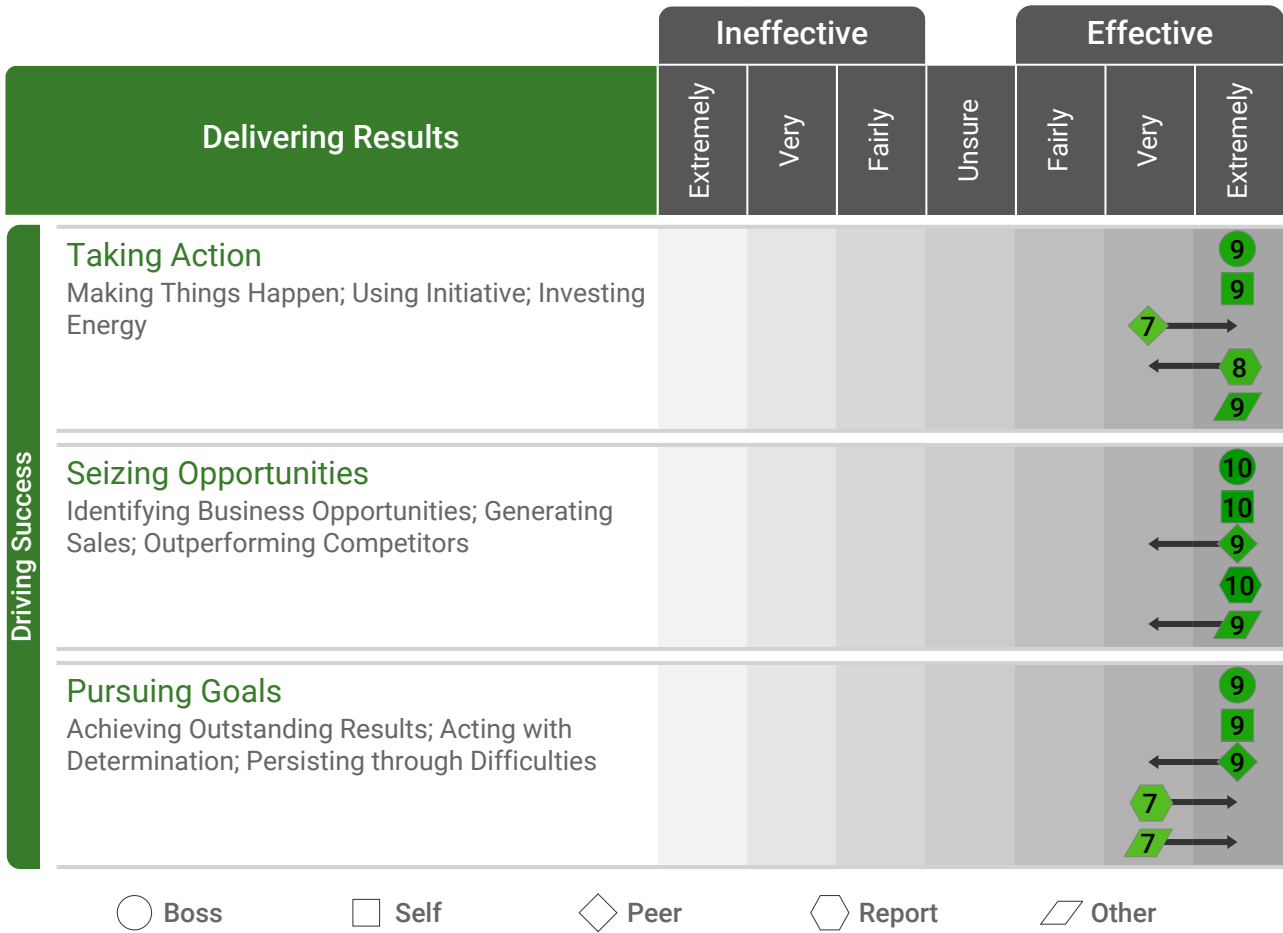 Ineffective
Effective
Delivering Results
Extremely
Very
Fairly
Unsure
Fairly
Very
Extremely
Driving Success
Taking Action
Making Things Happen; Using Initiative; Investing
Energy
9
9
7
8
9
Seizing Opportunities
Identifying Business Opportunities; Generating
Sales; Outperforming Competitors
10
10
9
10
9
Pursuing Goals
Achieving Outstanding Results; Acting with
Determination; Persisting through Difficulties
9
9
9
7
7
Boss
Self
Peer
Report
Other